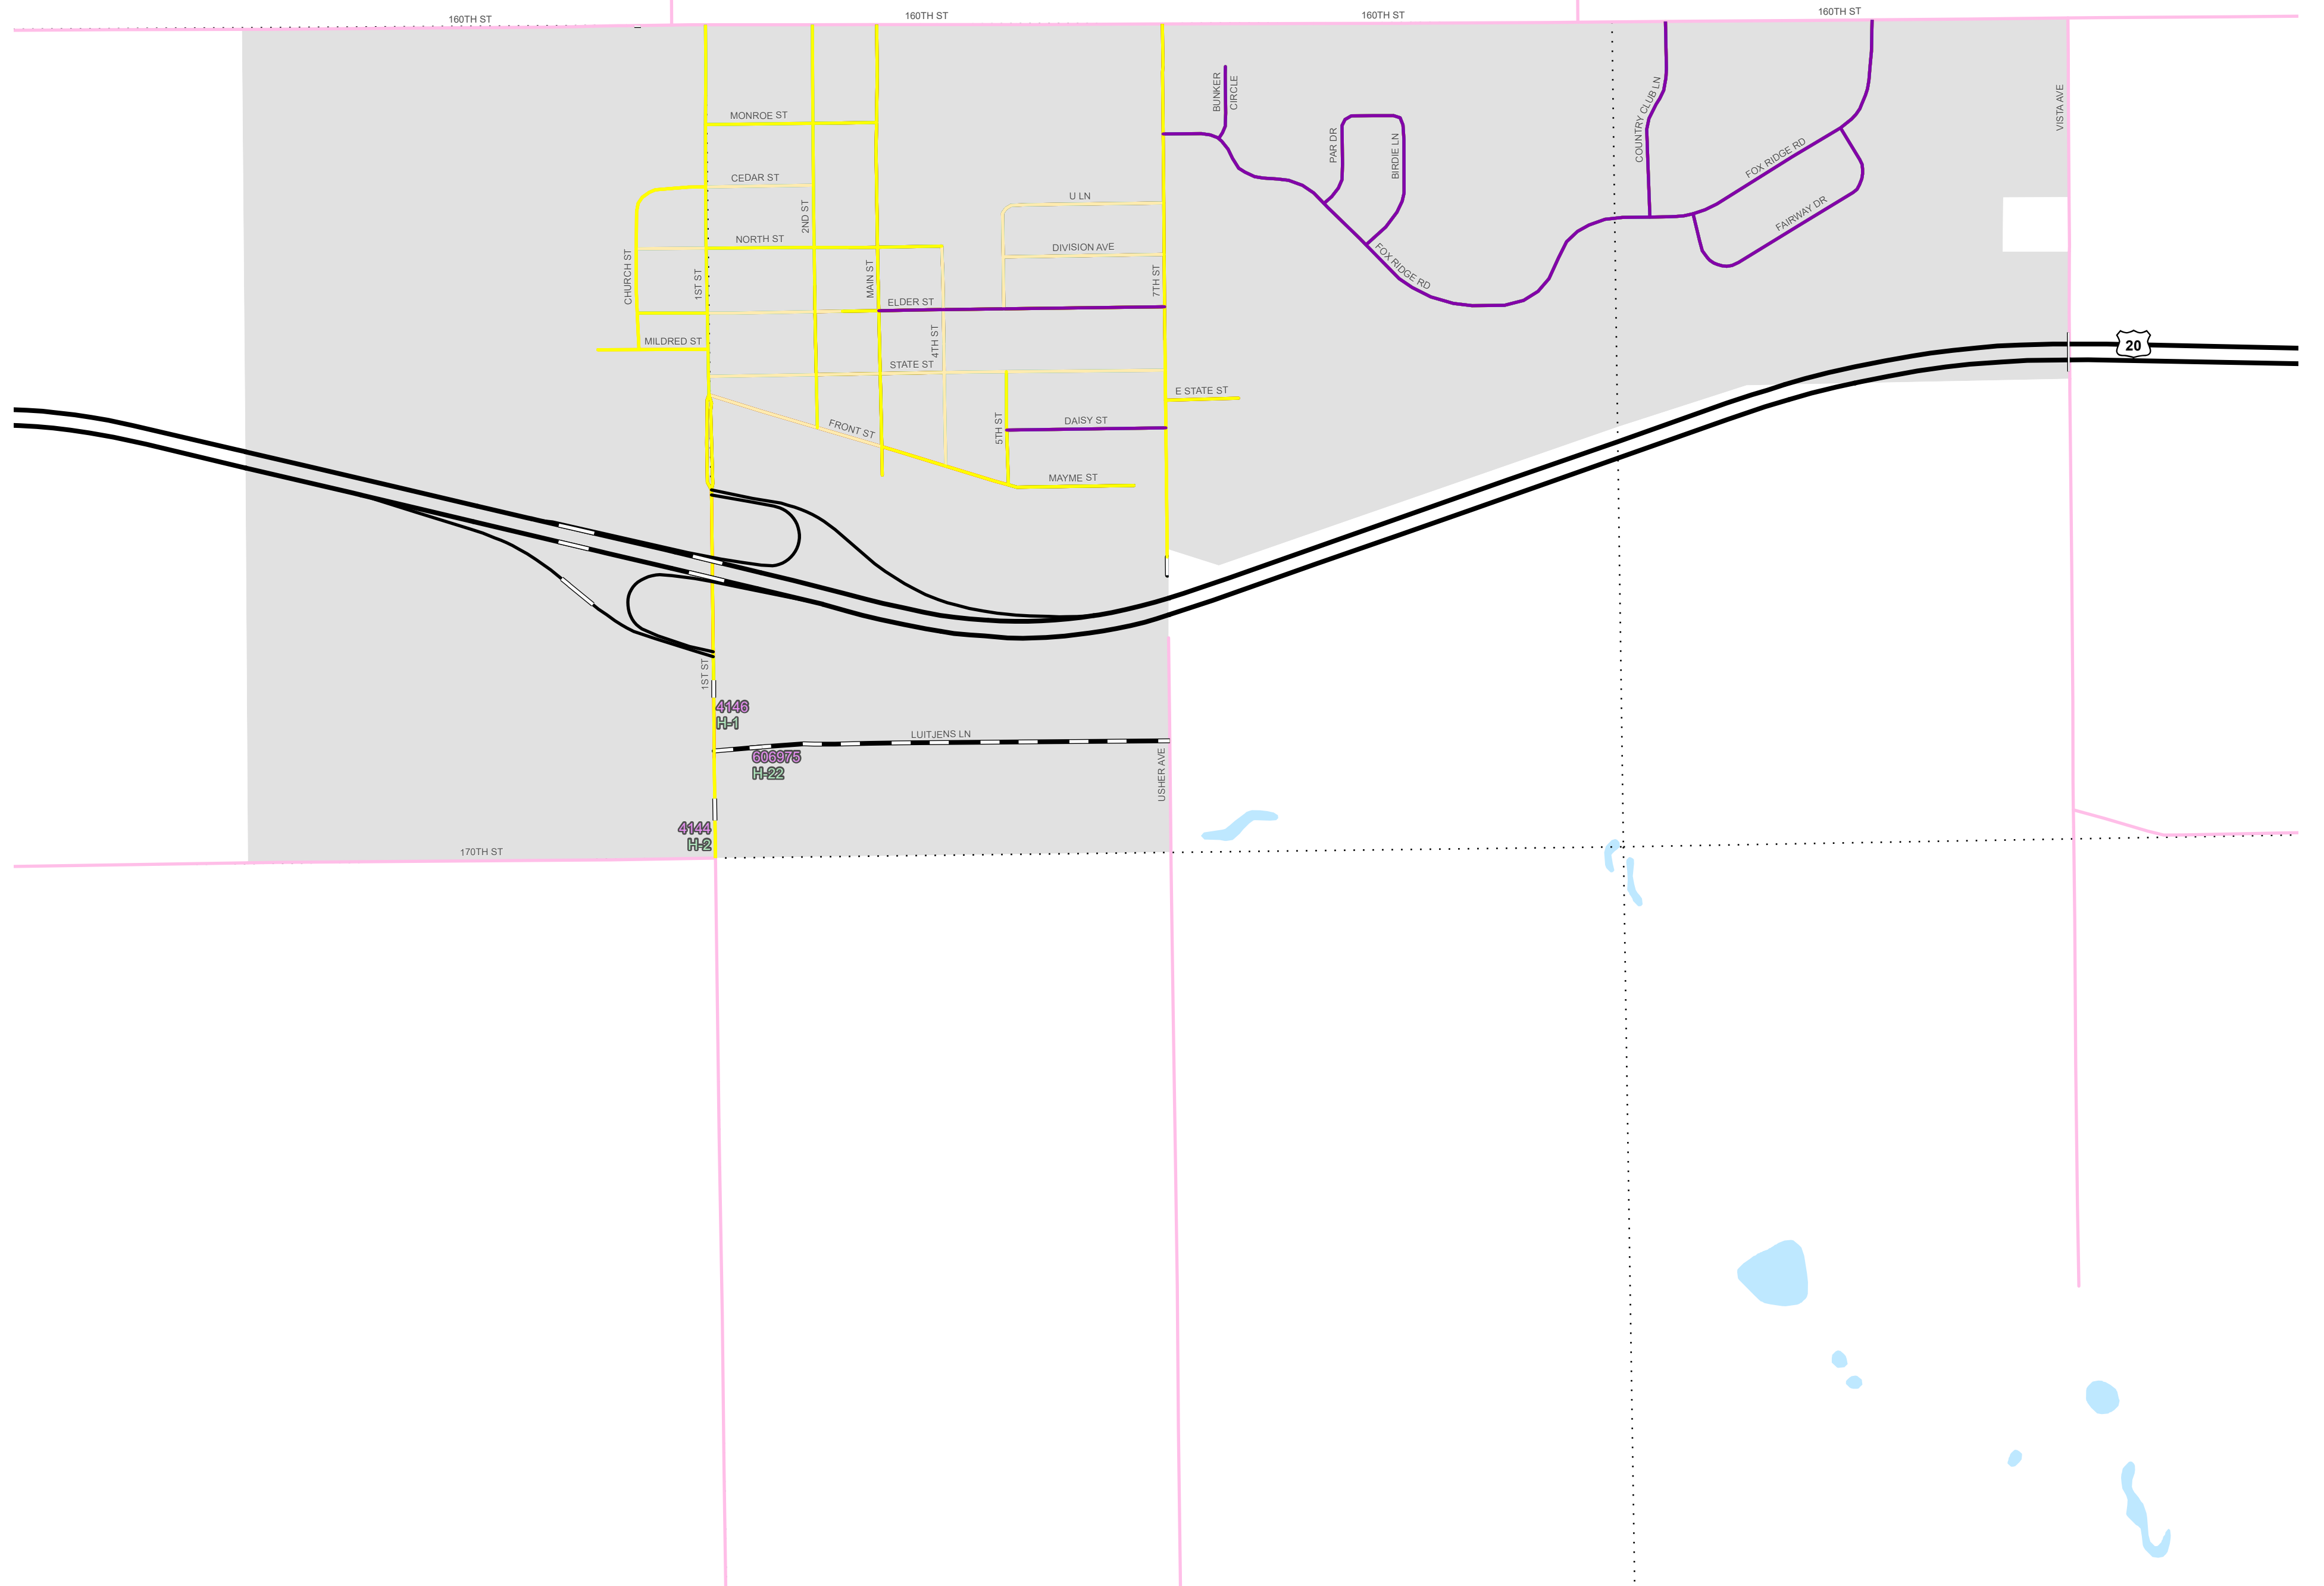 160TH ST
160TH ST
160TH ST
160TH ST
BUNKER
CIRCLE
COUNTRY CLUB LN
VISTA AVE
MONROE ST
PAR DR
BIRDIE LN
FOX RIDGE RD
CEDAR ST
2ND ST
U LN
FAIRWAY DR
NORTH ST
DIVISION AVE
CHURCH ST
1ST ST
MAIN ST
7TH ST
FOX RIDGE RD
ELDER ST
4TH ST
MILDRED ST
20
STATE ST
E STATE ST
FRONT ST
5TH ST
DAISY ST
MAYME ST
1ST ST
4146
H-1
LUITJENS LN
606975
H-22
USHER AVE
4144
H-2
170TH ST